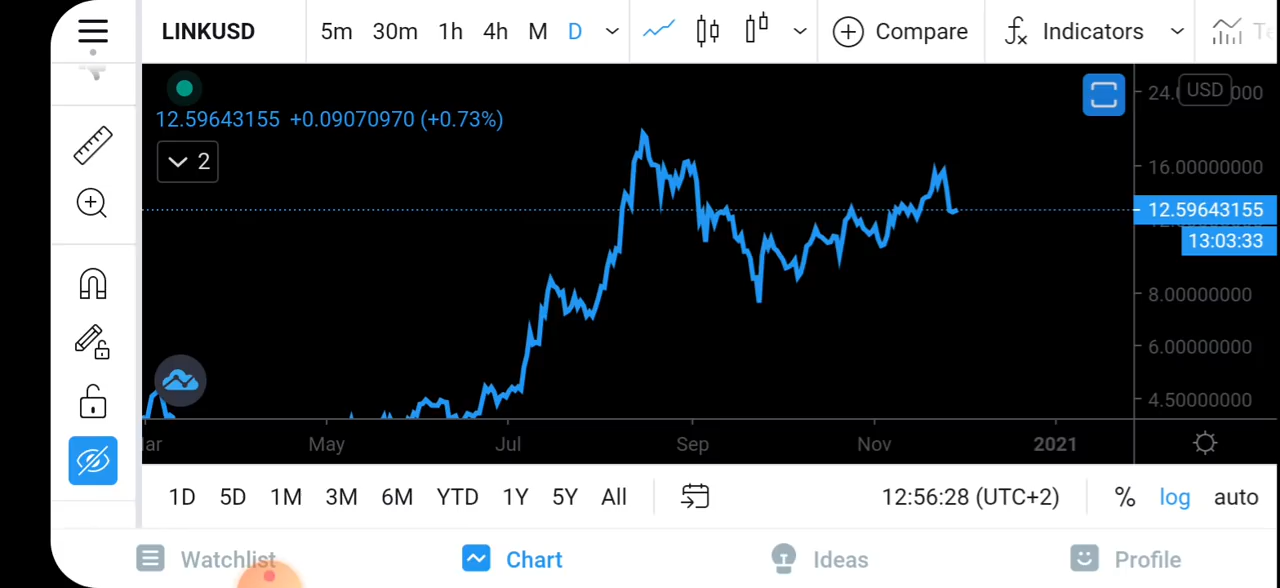 LINKUSD 5m 30m 1h 4h M D Compare Indicators
12.59643155 +0.09070970 (+0.73%)
2
USD
16.00000000
12.59643155
13:03:33
8.00000000
6.00000000
4.50000000
May Jul Sep Nov 2021
1D 5D 1M 3M 6M YTD 1Y 5Y All 12:56:28 (UTC+2) % log auto
Watchlist Chart Ideas Profile